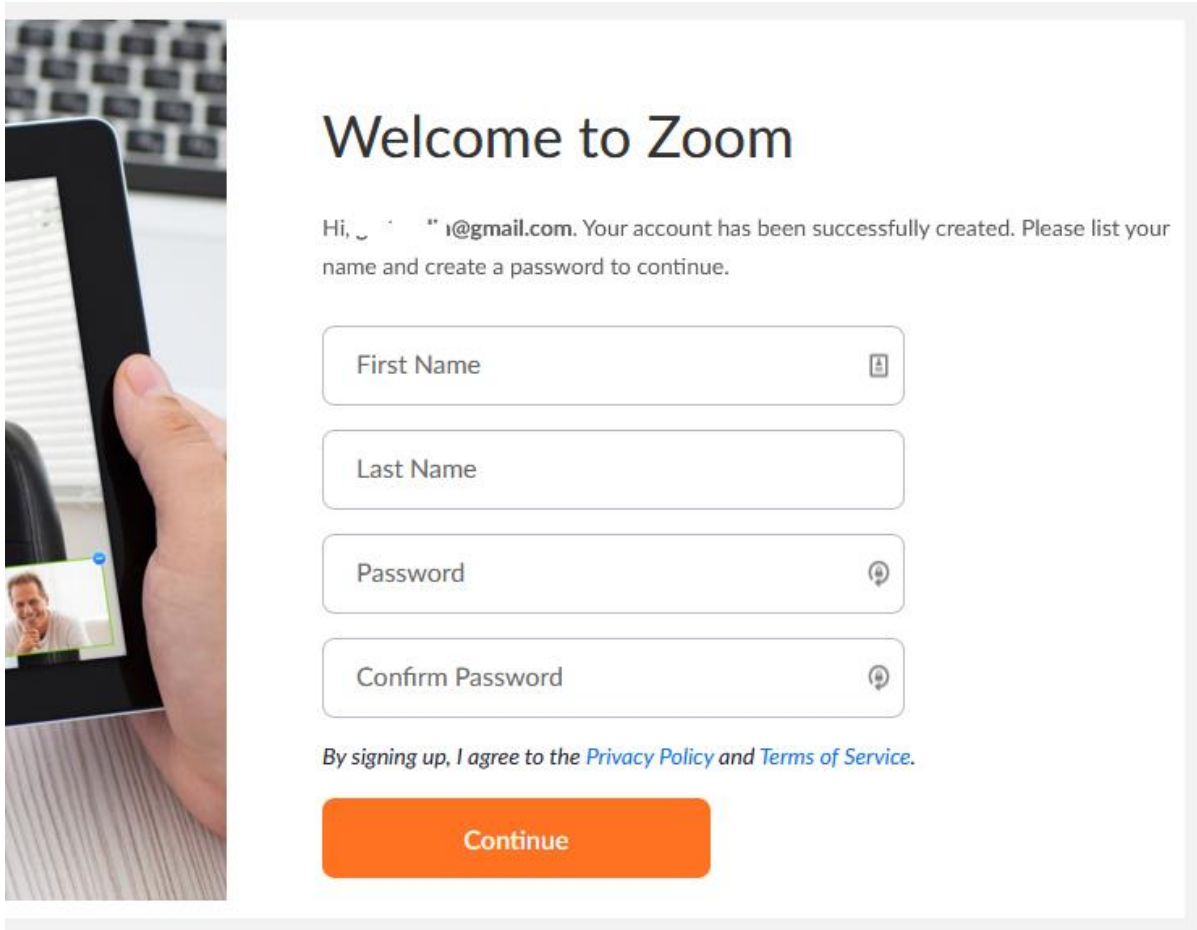 Welcome to Zoom
Hi, @gmail.com. Your account has been successfully created. Please list your
name and create a password to continue.
First Name
Last Name
Password
Confirm Password
By signing up, I agree to the Privacy Policy and Terms of Service.
Continue